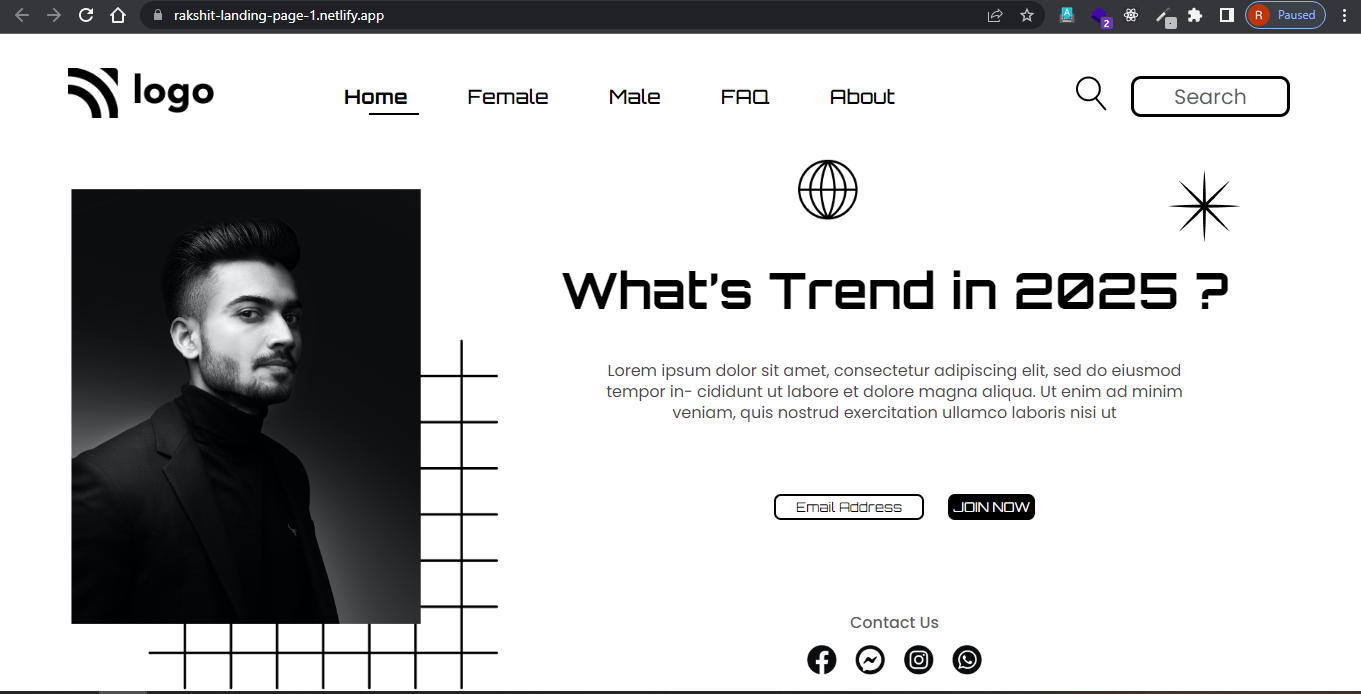 rakshit-landing-page-1.netlify.app
2
R Paused
logo
Home Female Male FAQ About
Search
What's Trend in 2025 ?
Lorem ipsum dolor sit amet, consectetur adipiscing elit, sed do eiusmod
tempor in- cididunt ut labore et dolore magna aliqua. Ut enim ad minim
veniam, quis nostrud exercitation ullamco laboris nisi ut
Email Address JOIN NOW
Contact Us